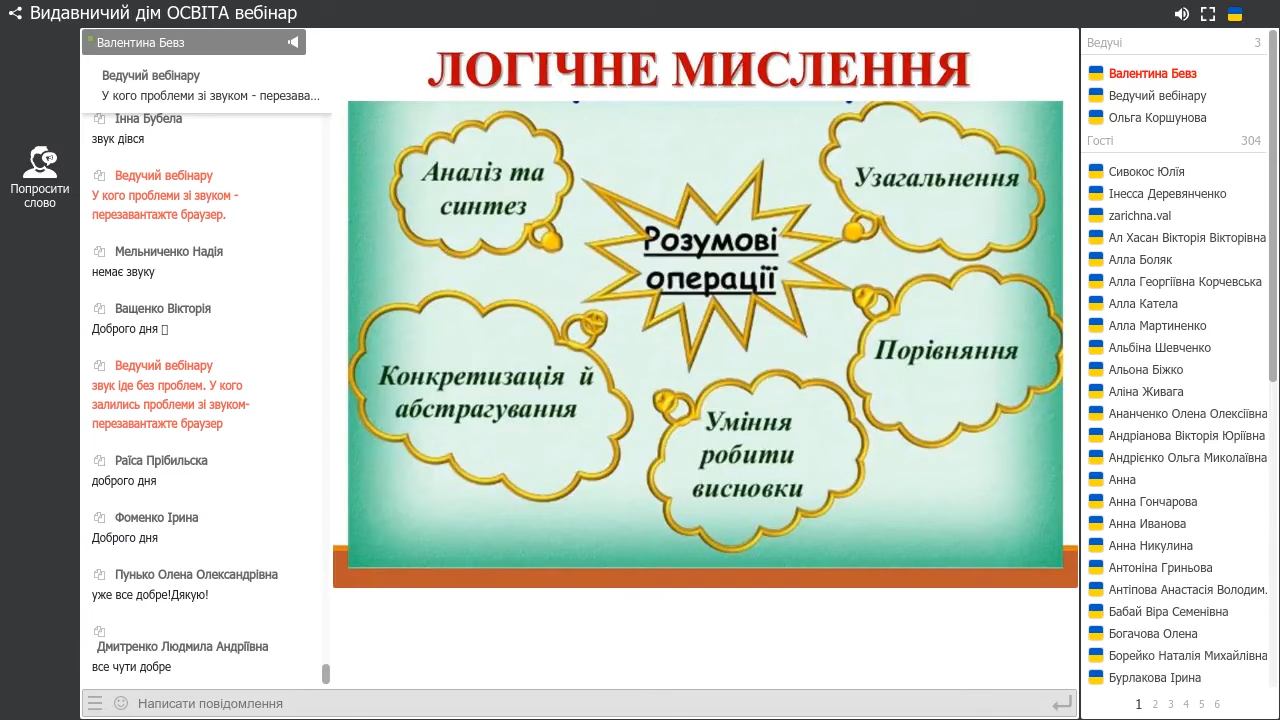 Видавничий дім ОСВІТА вебінар
Попросити
слово
Валентина Бевз
Ведучий вебінару
У кого проблеми зі звуком - перезава...
Інна Бубела
звук дівся
Ведучий вебінару
У кого проблеми зі звуком -
перезавантажте браузер.
Мельниченко Надія
немає звуку
Ващенко Вікторія
Доброго дня
Ведучий вебінару
звук іде без проблем. У кого
залились проблеми зі звуком-
перезавантажте браузер
Раїса Прібильска
доброго дня
Фоменко Ірина
Доброго дня
Пунько Олена Олександрівна
уже все добре!Дякую!
Дмитренко Людмила Андріївна
все чути добре
Написати повідомлення
ЛОГІЧНЕ МИСЛЕННЯ
Аналіз та
синтез
Узагальнення
Розумові
операції
Порівняння
Конкретизація й
абстрагування
Уміння
робити
висновки
Ведучі 3
Валентина Бевз
Ведучий вебінару
Ольга Коршунова
Гості 304
Сивокос Юлїя
Інесса Деревянченко
zarichna.val
Ал Хасан Вікторія Вікторівна
Алла Боляк
Алла Георгіївна Корчевська
Алла Катела
Алла Мартиненко
Альбіна Шевченко
Альона Біжко
Аліна Живага
Ананченко Олена Олексіївна
Андріанова Вікторія Юріївна
Андрієнко Ольга Миколаївна
Анна
Анна Гончарова
Анна Иванова
Анна Никулина
Антоніна Гриньова
Антіпова Анастасія Володим.
Бабай Віра Семенівна
Богачова Олена
Борейко Наталія Михайлівна
Бурлакова Ірина
1 2 3 4 5 6